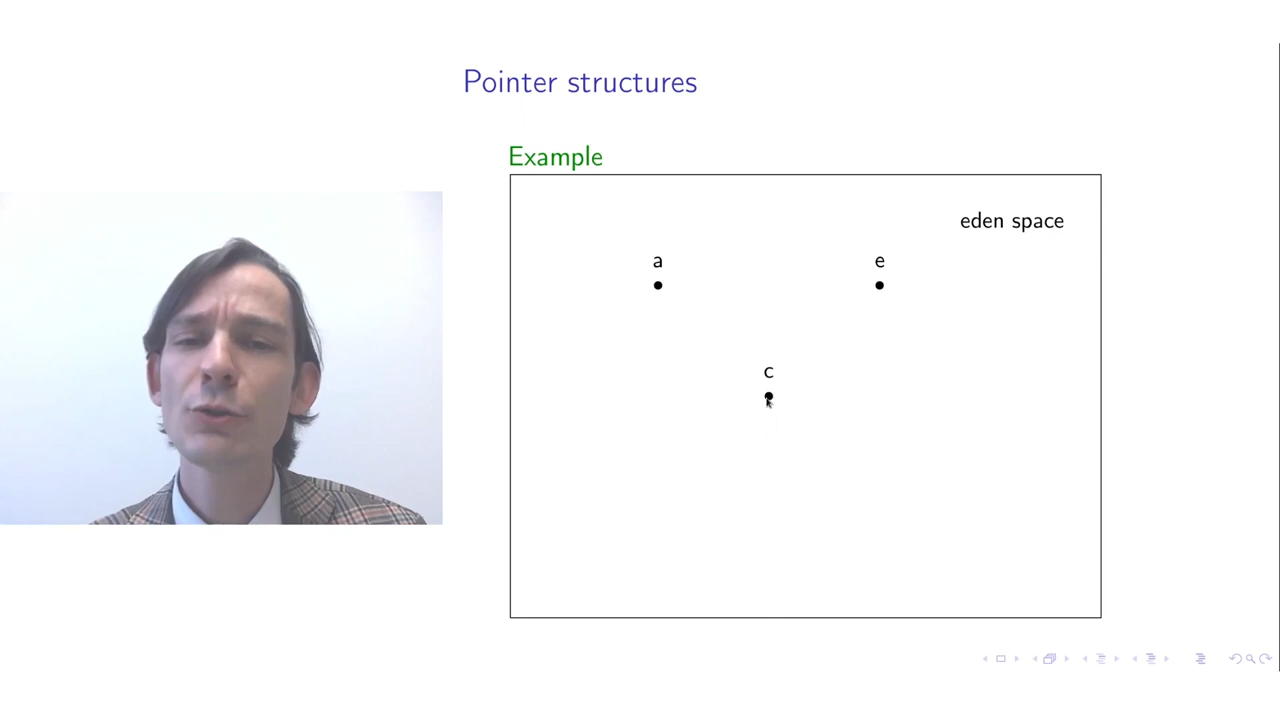 Pointer structures
Example
eden space
a
e
c